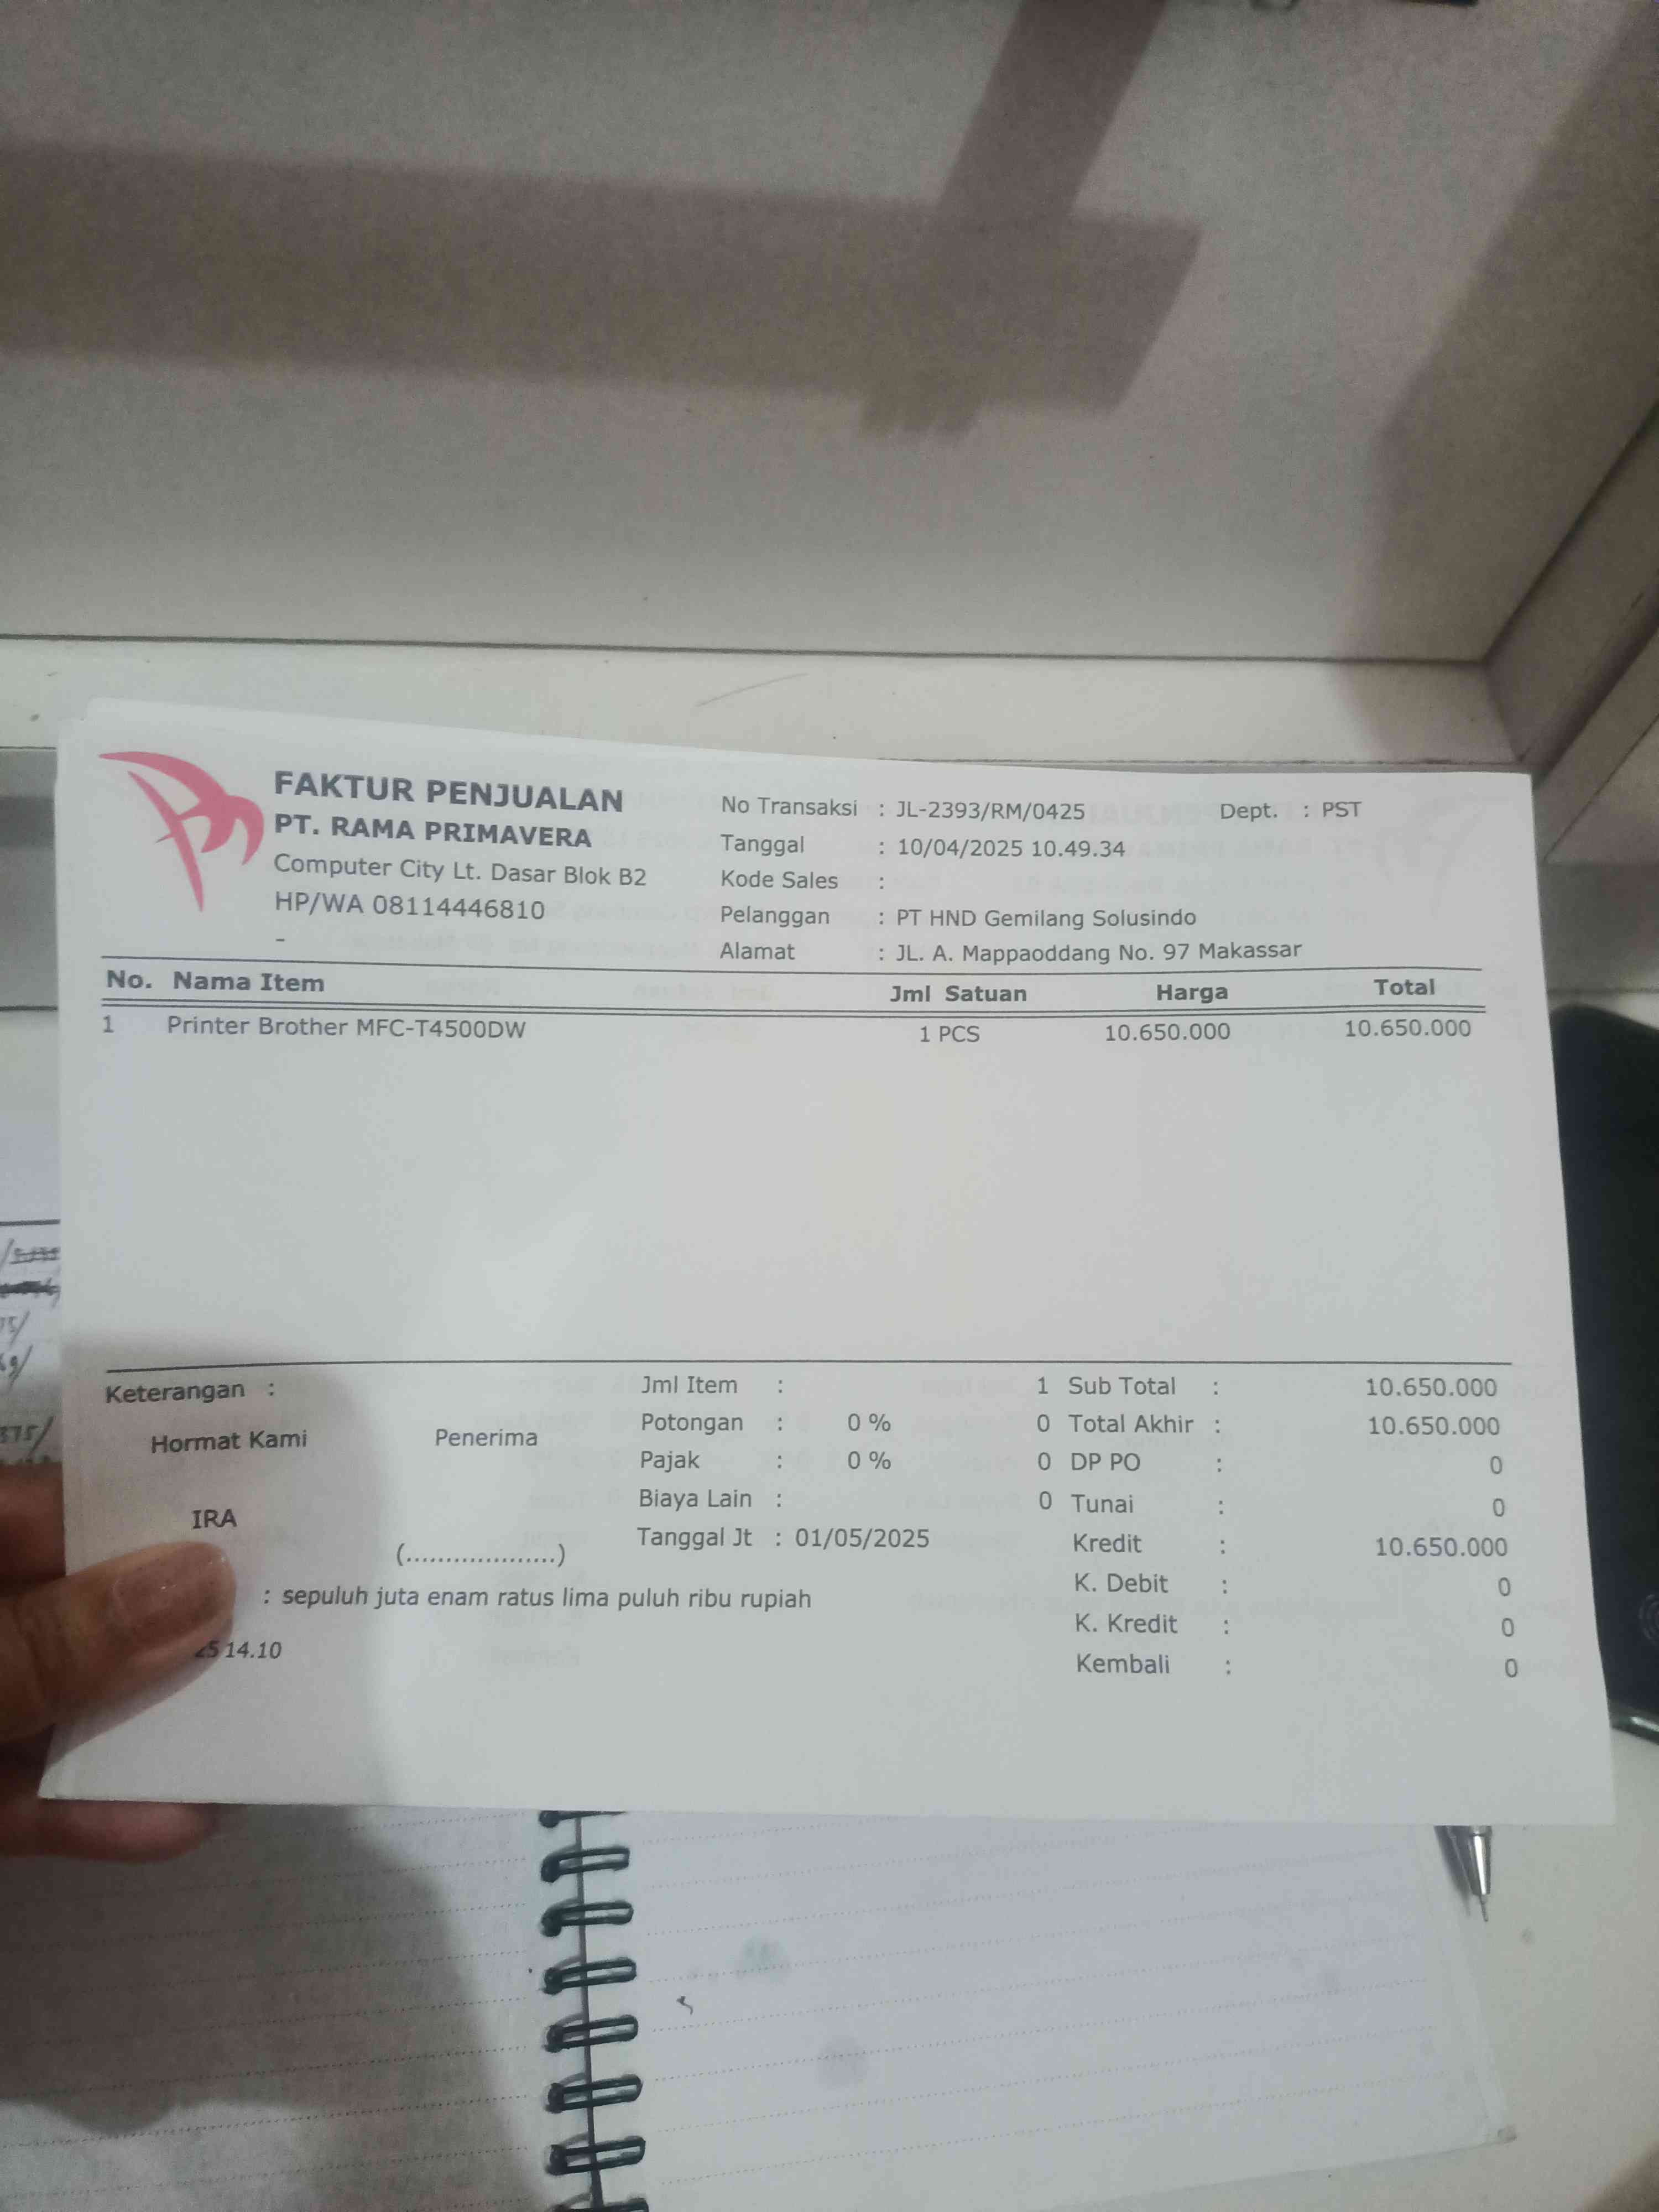 FAKTUR PENJUALAN
PT. RAMA PRIMAVERA
Computer City Lt. Dasar Blok B2
HP/WA 08114446810
-
No Transaksi : JL-2393/RM/0425 Dept. : PST
Tanggal : 10/04/2025 10.49.34
Kode Sales :
Pelanggan : PT HND Gemilang Solusindo
Alamat : JL. A. Mappaoddang No. 97 Makassar
No. Nama Item Jml Satuan Harga Total
1 Printer Brother MFC-T4500DW 1 PCS 10.650.000 10.650.000
Keterangan :
Hormat Kami Penerima
IRA
(...................)
Jml Item : 1
Potongan : 0 % 0
Pajak : 0 % 0
Biaya Lain : 0
Tanggal Jt : 01/05/2025
Sub Total : 10.650.000
Total Akhir : 10.650.000
DP PO : 0
Tunai : 0
Kredit : 10.650.000
K. Debit : 0
K. Kredit : 0
Kembali : 0
: sepuluh juta enam ratus lima puluh ribu rupiah
14.10